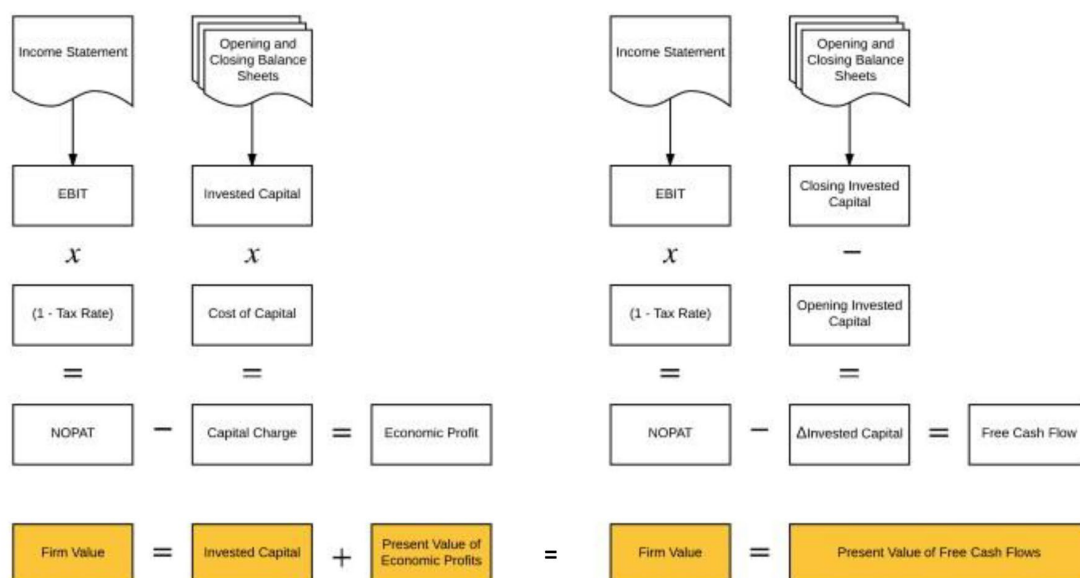 Income Statement
Opening and
Closing Balance
Sheets
Income Statement
Opening and
Closing Balance
Sheets
EBIT
Invested Capital
EBIT
Closing Invested
Capital
x
x
x
−
(1 - Tax Rate)
Cost of Capital
(1 - Tax Rate)
Opening Invested
Capital
=
=
=
=
NOPAT
−
Capital Charge
=
Economic Profit
NOPAT
−
ΔInvested Capital
=
Free Cash Flow
Firm Value
=
Invested Capital
+
Present Value of
Economic Profits
=
Firm Value
=
Present Value of Free Cash Flows